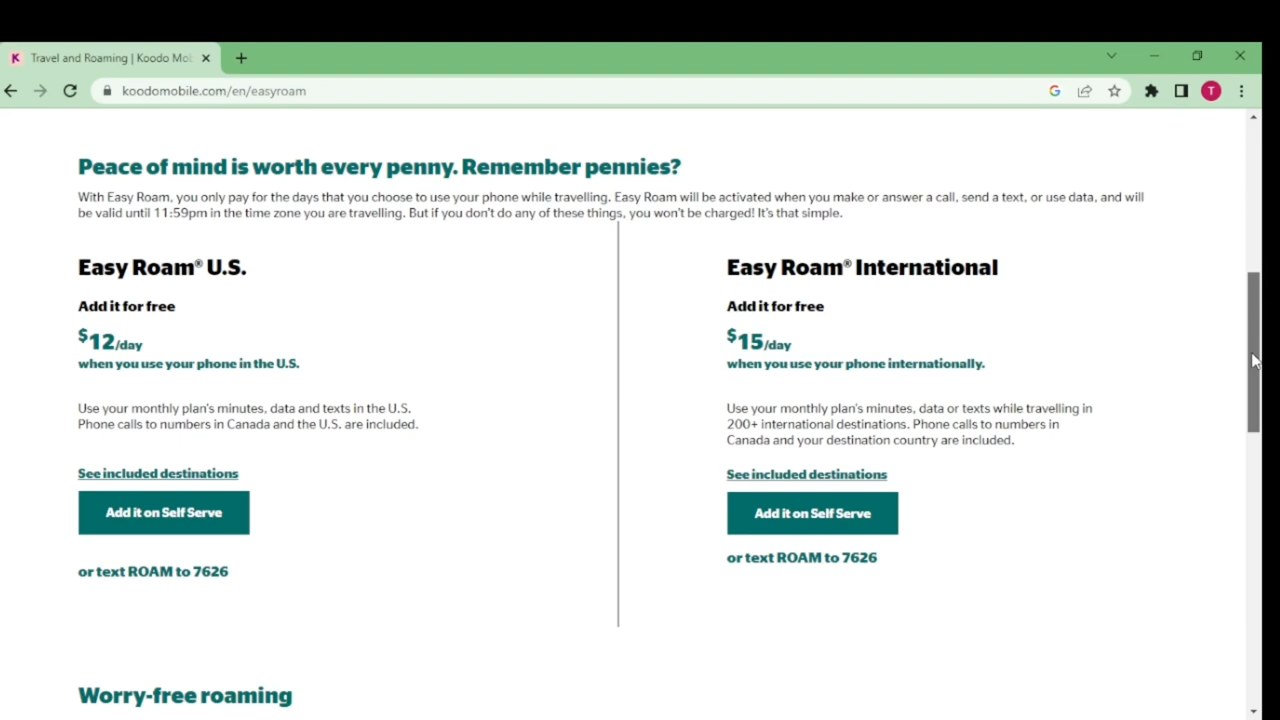 K Travel and Roaming | Koodo Mo
koodomobile.com/en/easyroam
G
T
Peace of mind is worth every penny. Remember pennies?
With Easy Roam, you only pay for the days that you choose to use your phone while travelling. Easy Roam will be activated when you make or answer a call, send a text, or use data, and will
be valid until 11:59pm in the time zone you are travelling. But if you don't do any of these things, you won't be charged! It's that simple.
Easy Roam® U.S.
Add it for free
$12/day
when you use your phone in the U.S.
Use your monthly plan's minutes, data and texts in the U.S.
Phone calls to numbers in Canada and the U.S. are included.
See included destinations
Add it on Self Serve
or text ROAM to 7626
Easy Roam® International
Add it for free
$15/day
when you use your phone internationally.
Use your monthly plan's minutes, data or texts while travelling in
200+ international destinations. Phone calls to numbers in
Canada and your destination country are included.
See included destinations
Add it on Self Serve
or text ROAM to 7626
Worry-free roaming